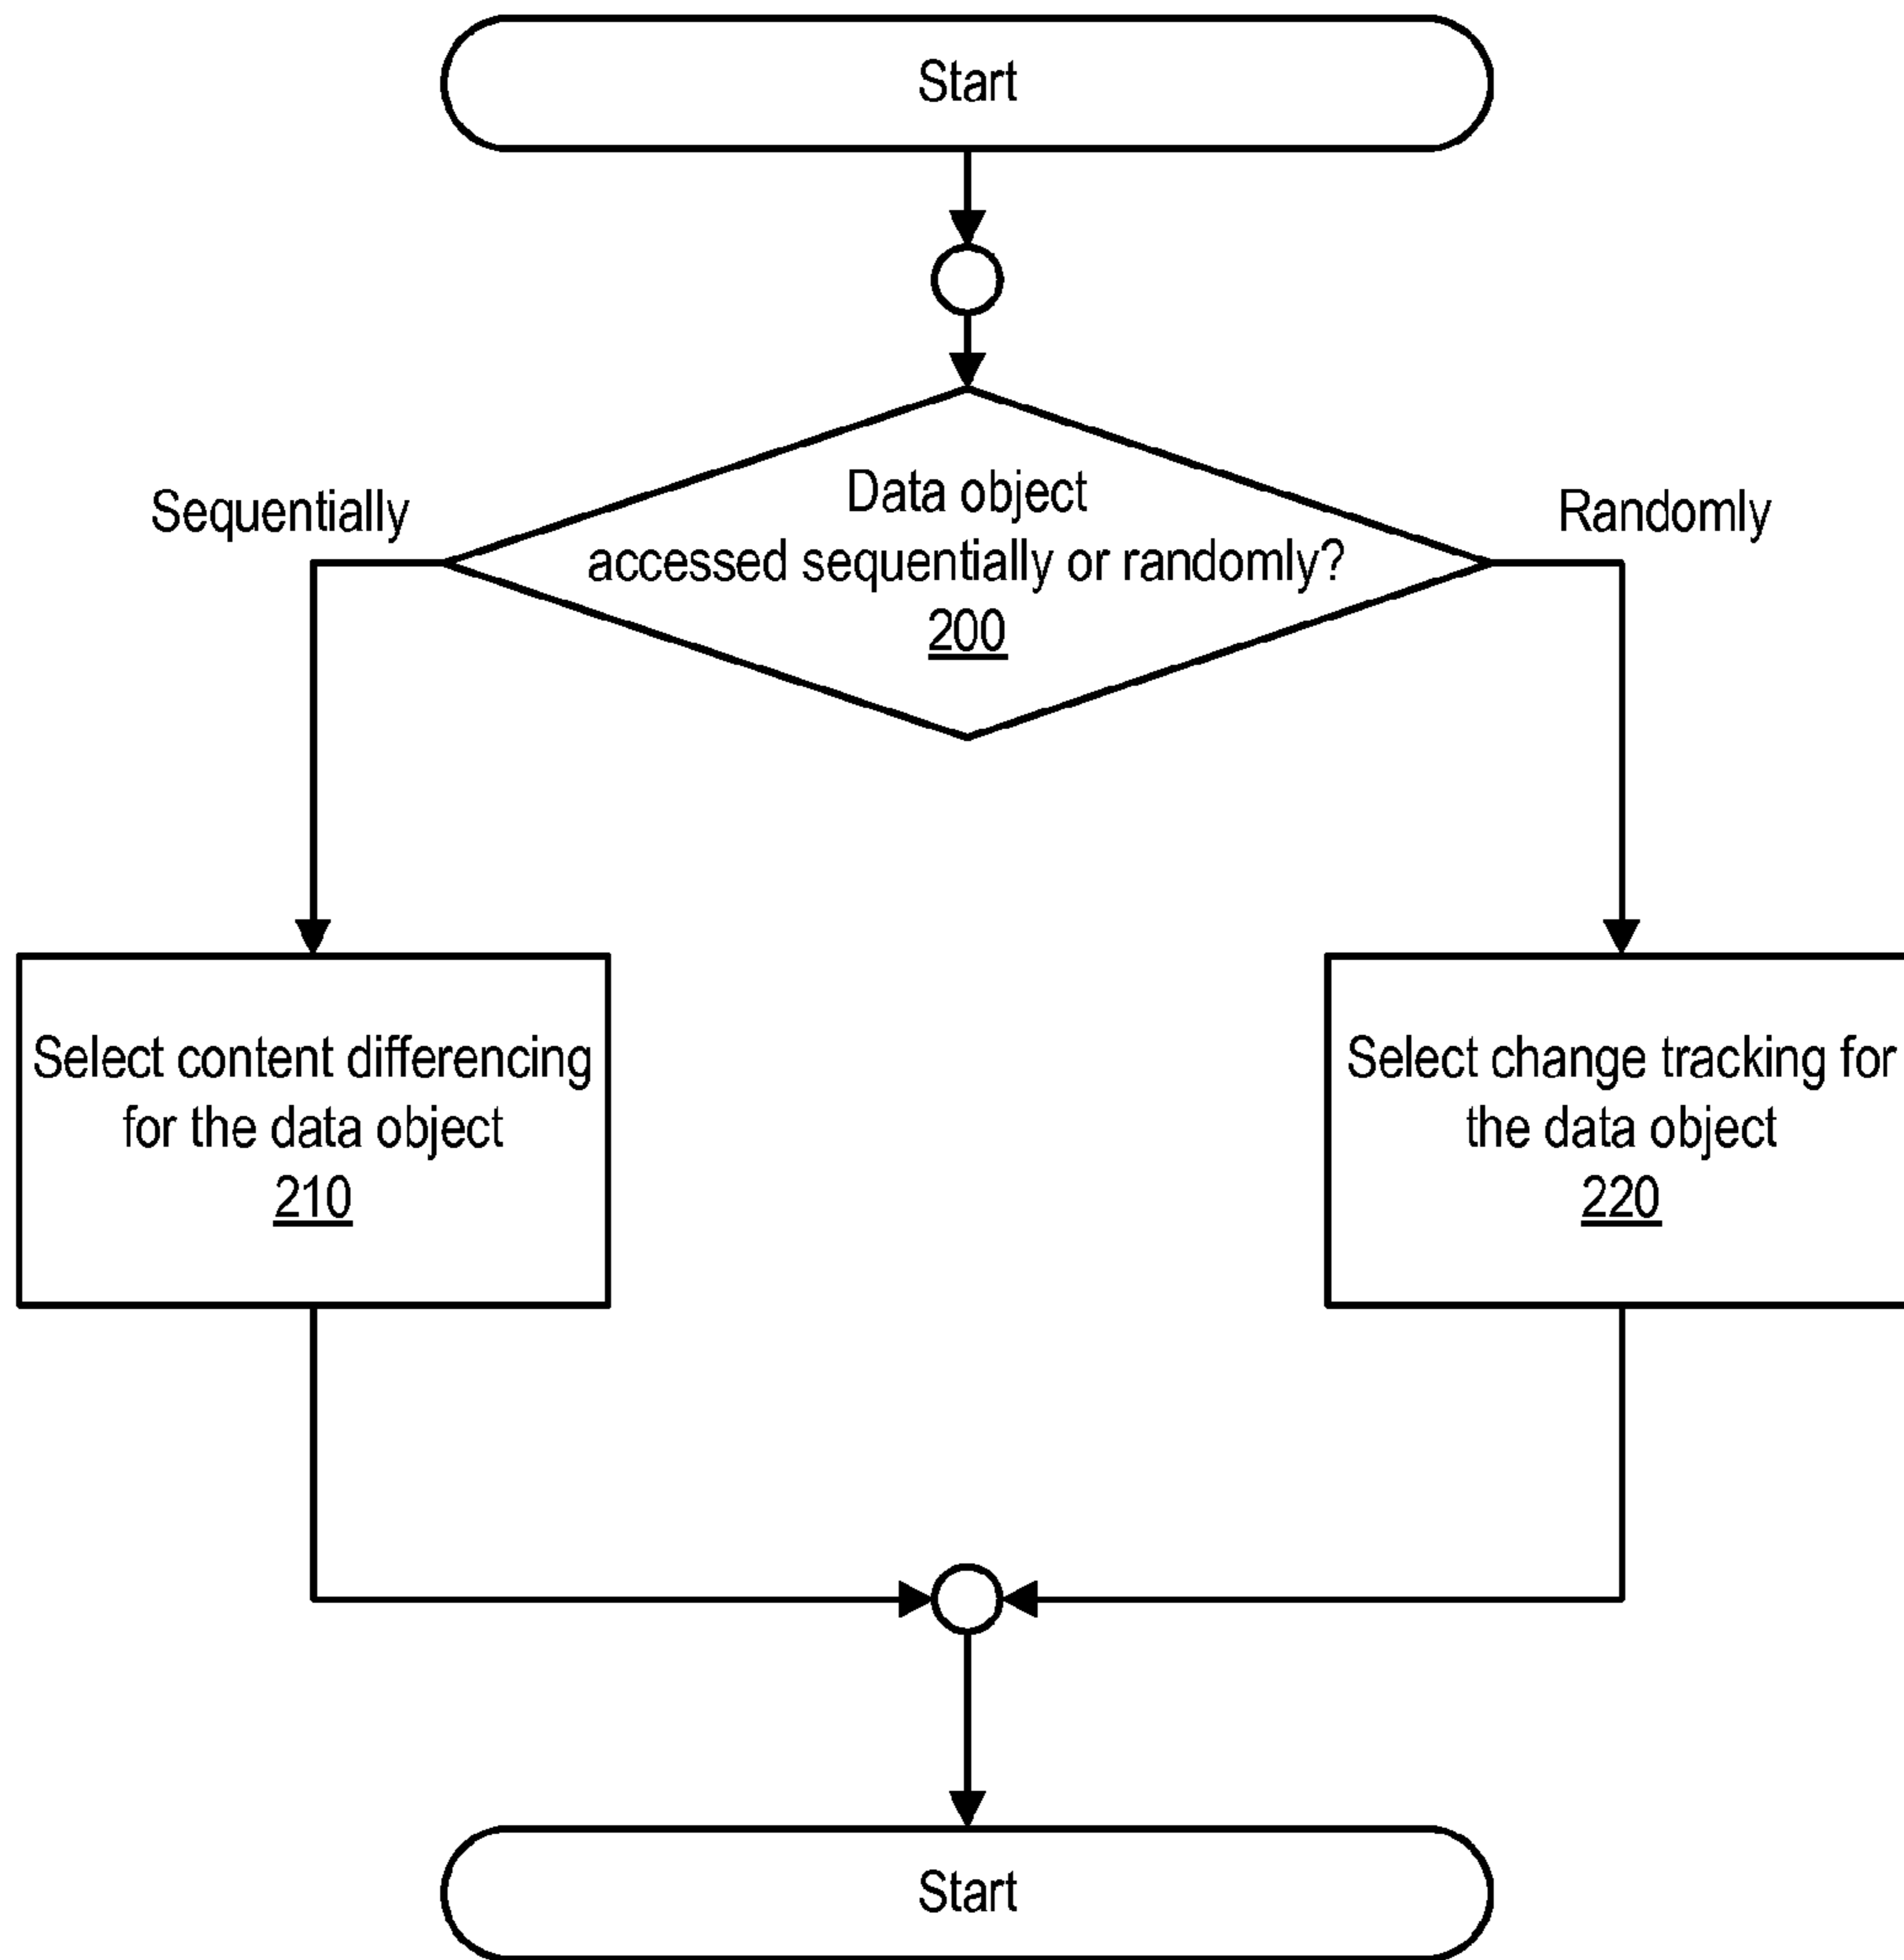 Start
Data object
accessed sequentially or randomly?
200
Sequentially
Randomly
Select content differencing
for the data object
210
Select change tracking for
the data object
220
Start